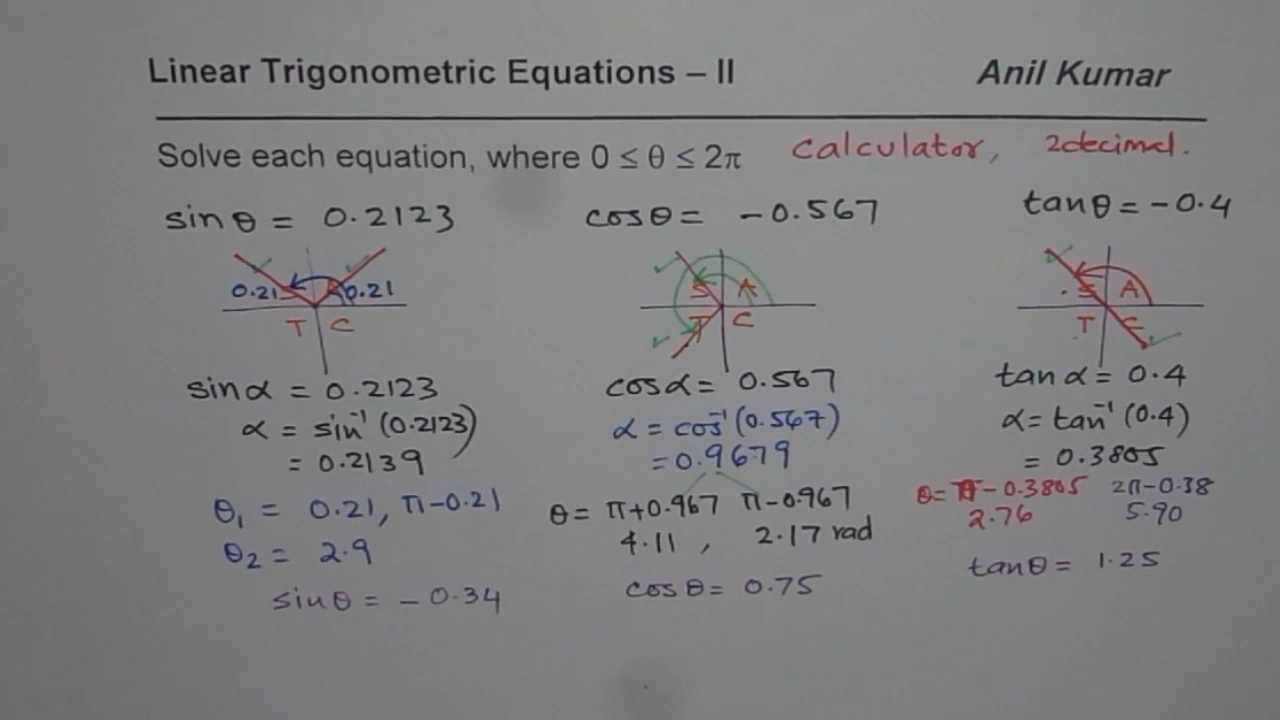 Linear Trigonometric Equations – II
Anil Kumar
Solve each equation, where 0 ≤ θ ≤ 2π calculator, 2decimal.
sinθ = 0.2123
0.21 0.21
T C
sinα = 0.2123
α = sin⁻¹ (0.2123)
= 0.2139
θ₁ = 0.21, π-0.21
θ₂ = 2.9
sinθ = -0.34
cosθ = -0.567
S A
T C
cosα = 0.567
α = cos⁻¹ (0.567)
= 0.9679
θ = π+0.967 π-0.967
4.11 , 2.17 rad
cosθ = 0.75
tanθ = -0.4
S A
T C
tanα = 0.4
α = tan⁻¹ (0.4)
= 0.3805
θ = π-0.3805 2π-0.38
2.76 5.90
tanθ = 1.25